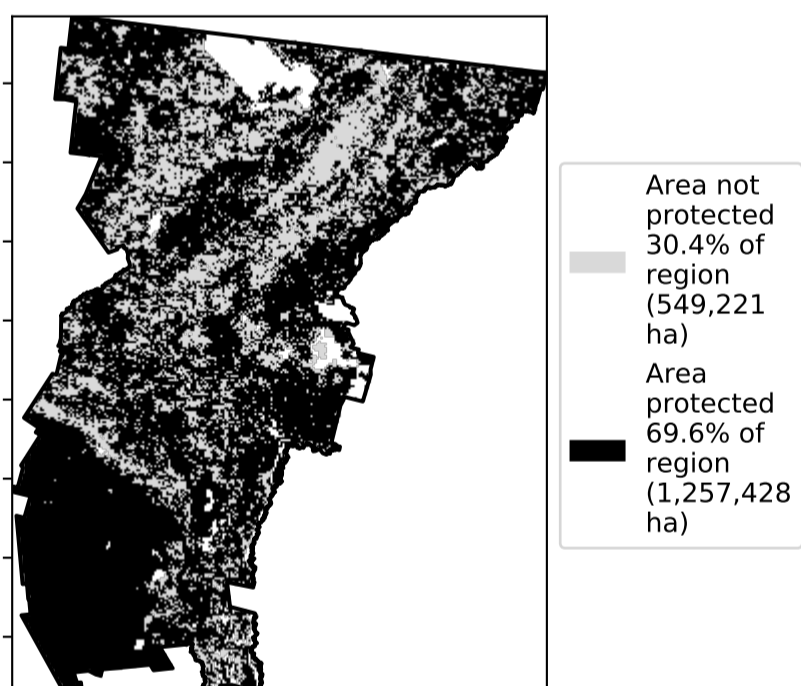 Area not
protected
30.4% of
region
(549,221
ha)
Area
protected
69.6% of
region
(1,257,428
ha)